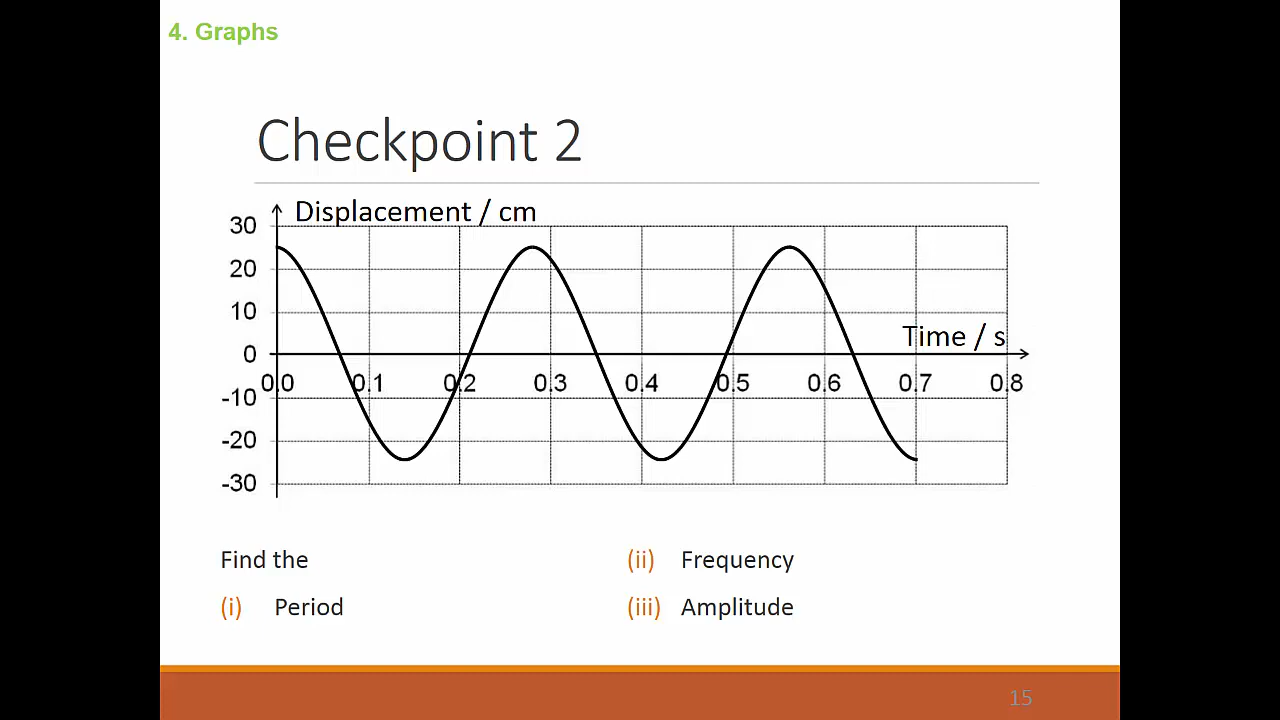 4. Graphs
Checkpoint 2
Displacement / cm
30
20
10
0
-10
-20
-30
Time / s
0.0 0.1 0.2 0.3 0.4 0.5 0.6 0.7 0.8
Find the
(i) Period
(ii) Frequency
(iii) Amplitude
15